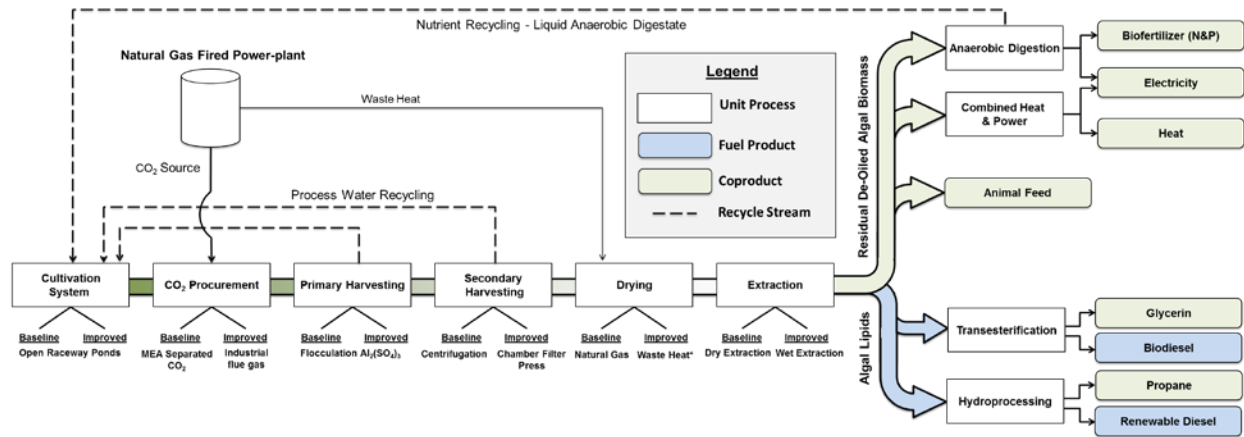 Nutrient Recycling - Liquid Anaerobic Digestate
Natural Gas Fired Power-plant
Waste Heat
CO₂ Source
Process Water Recycling
Legend
Unit Process
Fuel Product
Coproduct
Recycle Stream
Residual De-Oiled Algal Biomass
Algal Lipids
Anaerobic Digestion
Biofertilizer (N&P)
Electricity
Combined Heat
& Power
Heat
Animal Feed
Cultivation
System
CO₂ Procurement
Primary Harvesting
Secondary
Harvesting
Drying
Extraction
Baseline Improved
Open Raceway Ponds
Baseline Improved
MEA Separated
CO₂
Industrial
flue gas
Baseline Improved
Flocculation Al₂(SO₄)₃
Baseline Improved
Centrifugation
Chamber Filter
Press
Baseline Improved
Natural Gas Waste Heat*
Baseline Improved
Dry Extraction Wet Extraction
Transesterification
Glycerin
Biodiesel
Hydroprocessing
Propane
Renewable Diesel